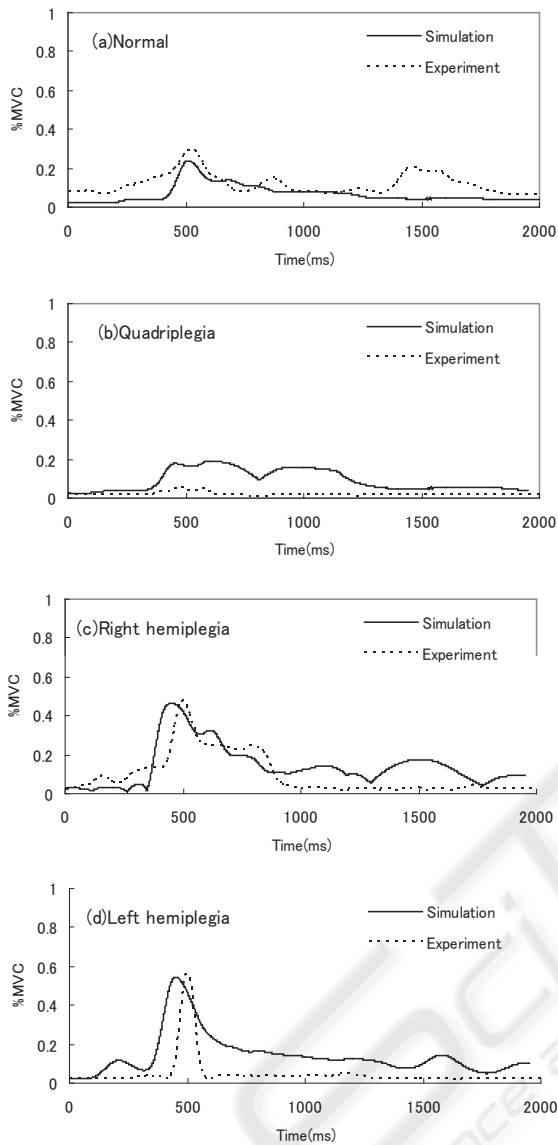 (a)Normal
Simulation
Experiment
%MVC
1
0.8
0.6
0.4
0.2
0
0 500 1000 1500 2000
Time(ms)
(b)Quadriplegia
Simulation
Experiment
%MVC
1
0.8
0.6
0.4
0.2
0
0 500 1000 1500 2000
Time(ms)
(c)Right hemiplegia
Simulation
Experiment
%MVC
1
0.8
0.6
0.4
0.2
0
0 500 1000 1500 2000
Time(ms)
(d)Left hemiplegia
Simulation
Experiment
%MVC
1
0.8
0.6
0.4
0.2
0
0 500 1000 1500 2000
Time(ms)